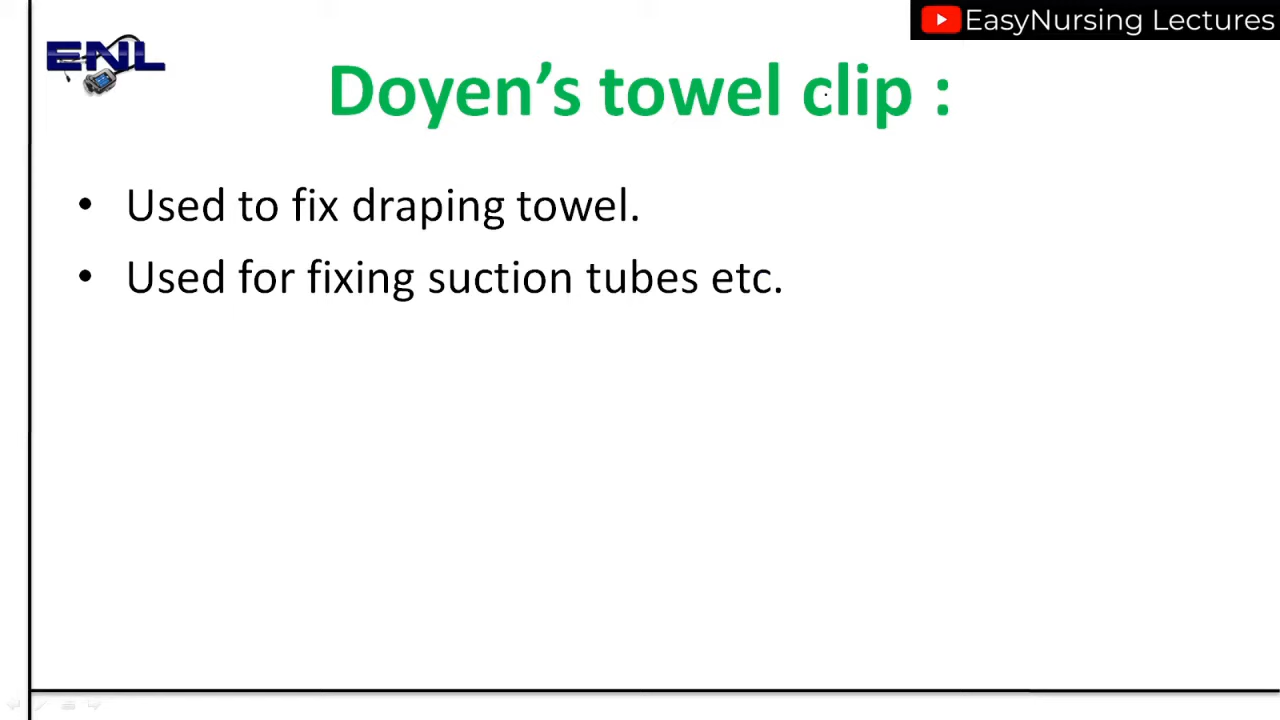 EasyNursing Lectures
ENL
Doyen’s towel clip :
• Used to fix draping towel.
• Used for fixing suction tubes etc.